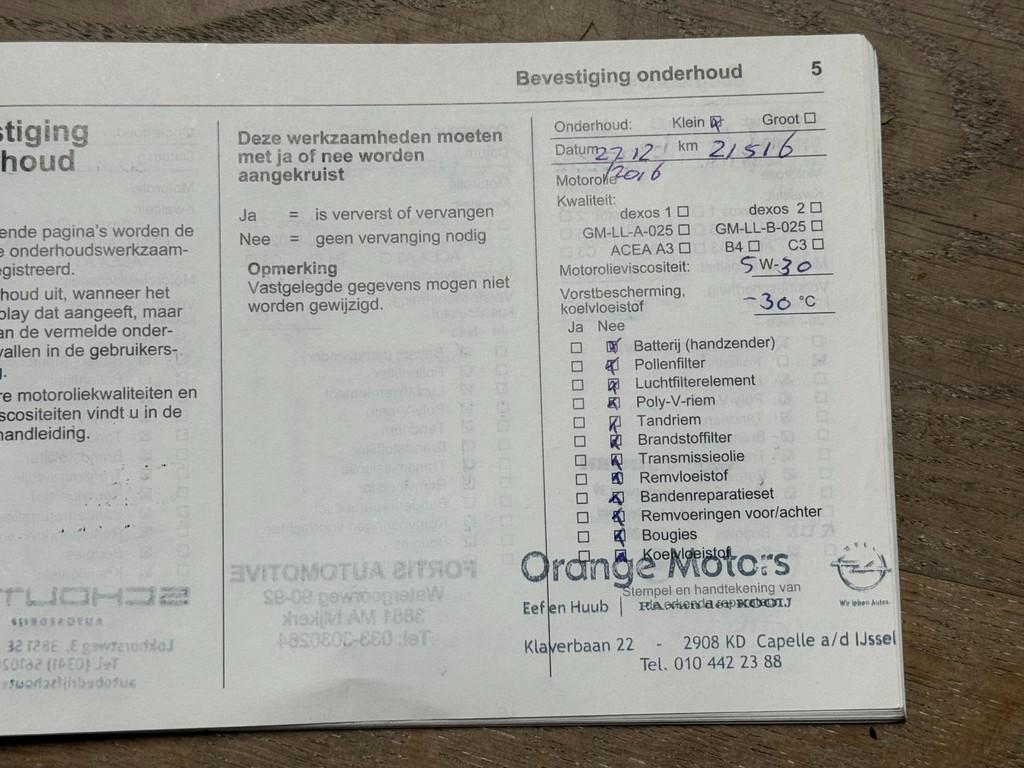 Bevestiging onderhoud 5
stiging
houd
ende pagina's worden de
e onderhoudswerkzaam-
egistreerd.
houd uit, wanneer het
play dat aangeeft, maar
an de vermelde onder-
vallen in de gebruikers-
re motoroliekwaliteiten en
scositeiten vindt u in de
handleiding.
Deze werkzaamheden moeten
met ja of nee worden
aangekruist
Ja = is ververst of vervangen
Nee = geen vervanging nodig
Opmerking
Vastgelegde gegevens mogen niet
worden gewijzigd.
Onderhoud: Klein Groot
Datum 27 12 km 21516
/2016
Motorolie
Kwaliteit:
dexos 1 dexos 2
GM-LL-A-025 GM-LL-B-025
ACEA A3 B4 C3
Motorolieviscositeit: 5W-30
Vorstbescherming,
koelvloeistof -30 °C
Ja Nee
Batterij (handzender)
Pollenfilter
Luchtfilterelement
Poly-V-riem
Tandriem
Brandstoffilter
Transmissieolie
Remvloeistof
Bandenreparatieset
Remvoeringen voor/achter
Bougies
Koelvloeistof
Orange Motors
Stempel en handtekening van
Eef en Huub
KOOIJ
Wir leben Autos.
Klaverbaan 22 - 2908 KD Capelle a/d IJssel
Tel. 010 442 23 88